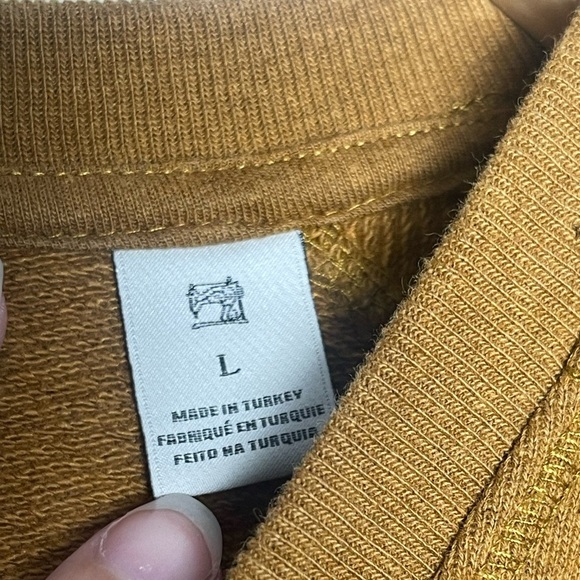 L
MADE IN TURKEY
FABRIQUÉ EN TURQUIE
FEITO NA TURQUIA